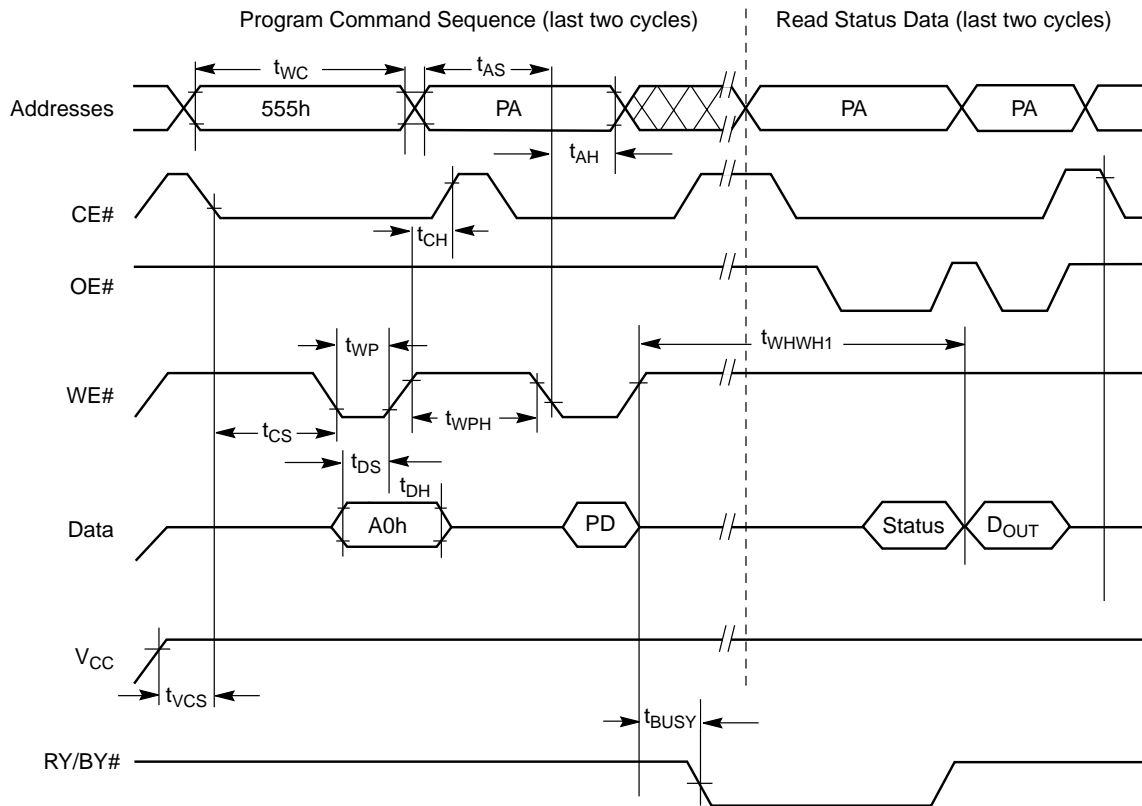 Program Command Sequence (last two cycles)
Read Status Data (last two cycles)
tWC
tAS
Addresses
555h
PA
PA
PA
tAH
CE#
tCH
OE#
tWHWH1
tWP
WE#
tWPH
tCS
tDS
tDH
Data
A0h
PD
Status
DOUT
VCC
tVCS
tBUSY
RY/BY#